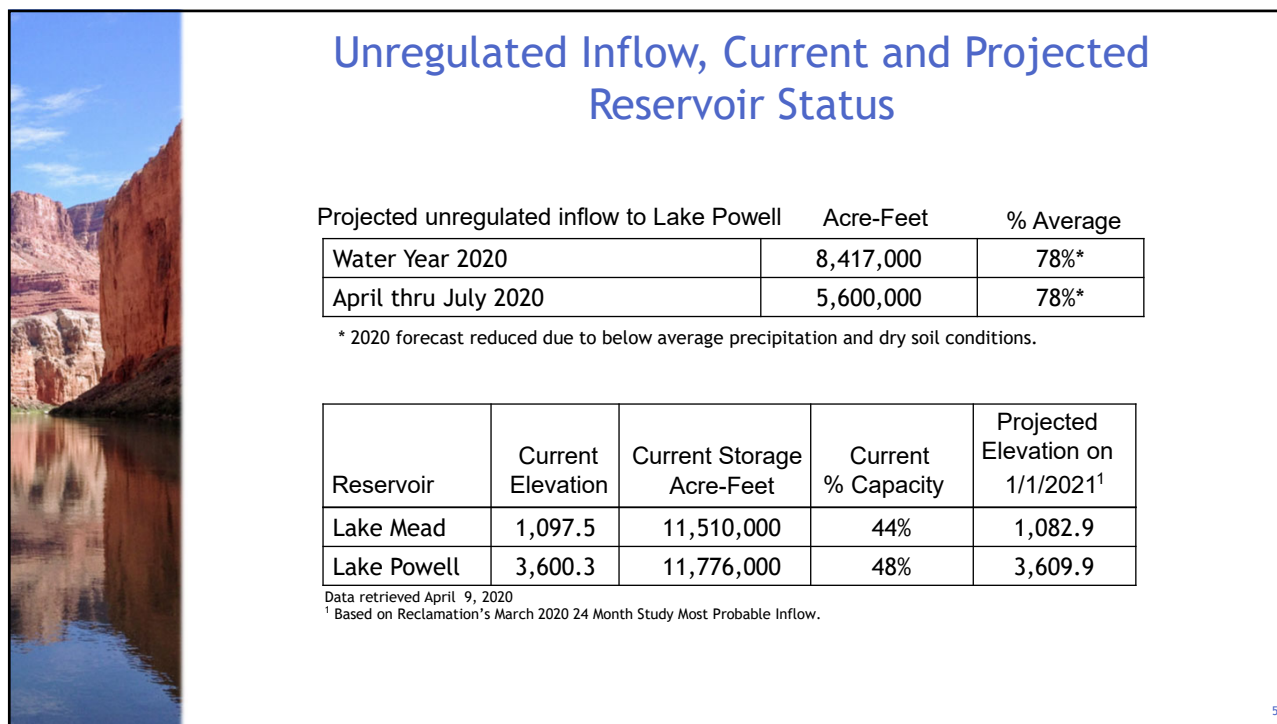 Unregulated Inflow, Current and Projected
Reservoir Status
Projected unregulated inflow to Lake Powell Acre-Feet % Average
Water Year 2020 8,417,000 78%*
April thru July 2020 5,600,000 78%*
* 2020 forecast reduced due to below average precipitation and dry soil conditions.
Reservoir Current Elevation Current Storage Acre-Feet Current % Capacity Projected Elevation on 1/1/2021¹
Lake Mead 1,097.5 11,510,000 44% 1,082.9
Lake Powell 3,600.3 11,776,000 48% 3,609.9
Data retrieved April 9, 2020
¹ Based on Reclamation's March 2020 24 Month Study Most Probable Inflow.
5